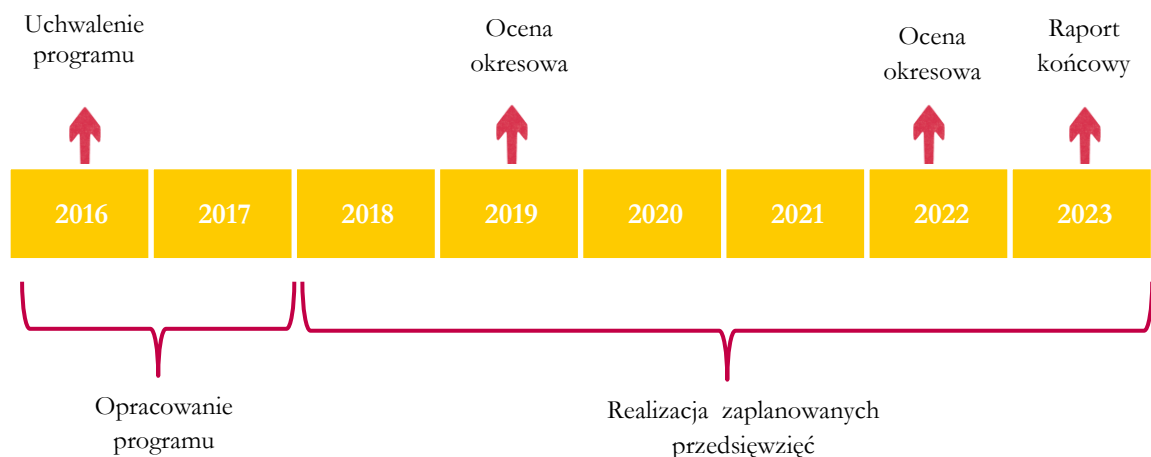 Uchwalenie
programu
Ocena
okresowa
Ocena
okresowa
Raport
końcowy
2016
2017
2018
2019
2020
2021
2022
2023
Opracowanie
programu
Realizacja zaplanowanych
przedsięwzięć